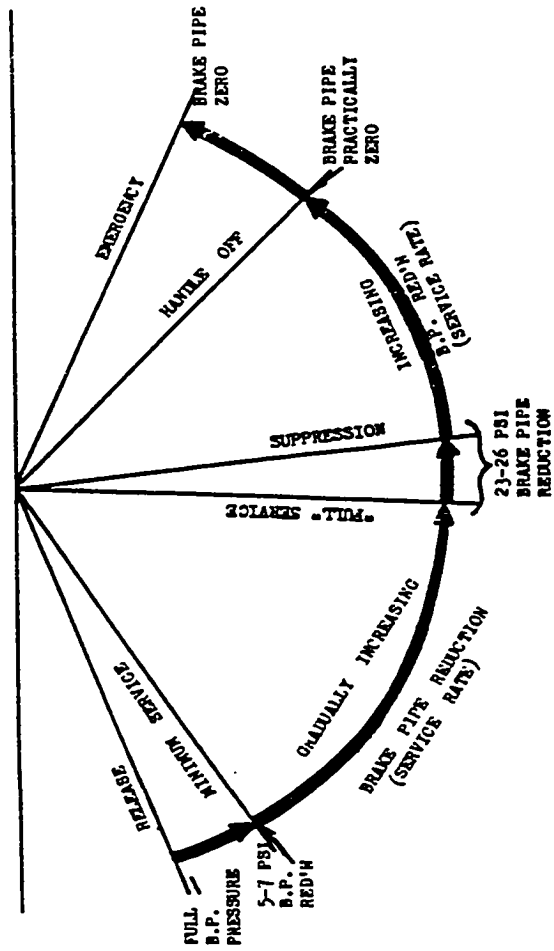 RELEASE
FULL
B.P.
PRESSURE
MINIMUM SERVICE
5-7 PSI
B.P.
RED'N
GRADUALLY INCREASING
BRAKE PIPE REDUCTION
(SERVICE RATE)
"FULL" SERVICE
SUPPRESSION
23-26 PSI
BRAKE PIPE
REDUCTION
INCREASING
B.P. RED'N
(SERVICE RATE)
HANDLE OFF
BRAKE PIPE
PRACTICALLY
ZERO
EMERGENCY
BRAKE PIPE
ZERO